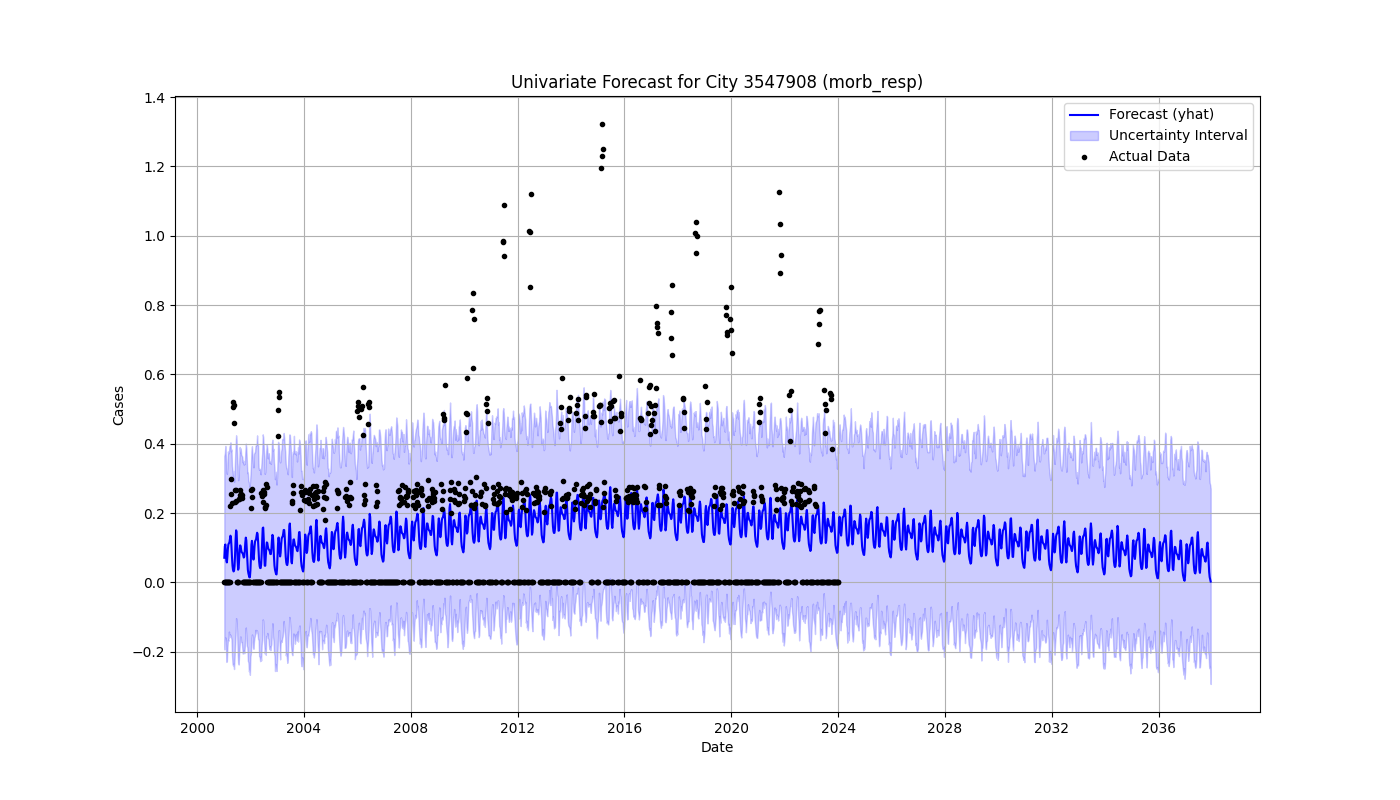 Univariate Forecast for City 3547908 (morb_resp)
Forecast (yhat)
Uncertainty Interval
Actual Data
Cases
1.4
1.2
1.0
0.8
0.6
0.4
0.2
0.0
−0.2
2000 2004 2008 2012 2016 2020 2024 2028 2032 2036
Date